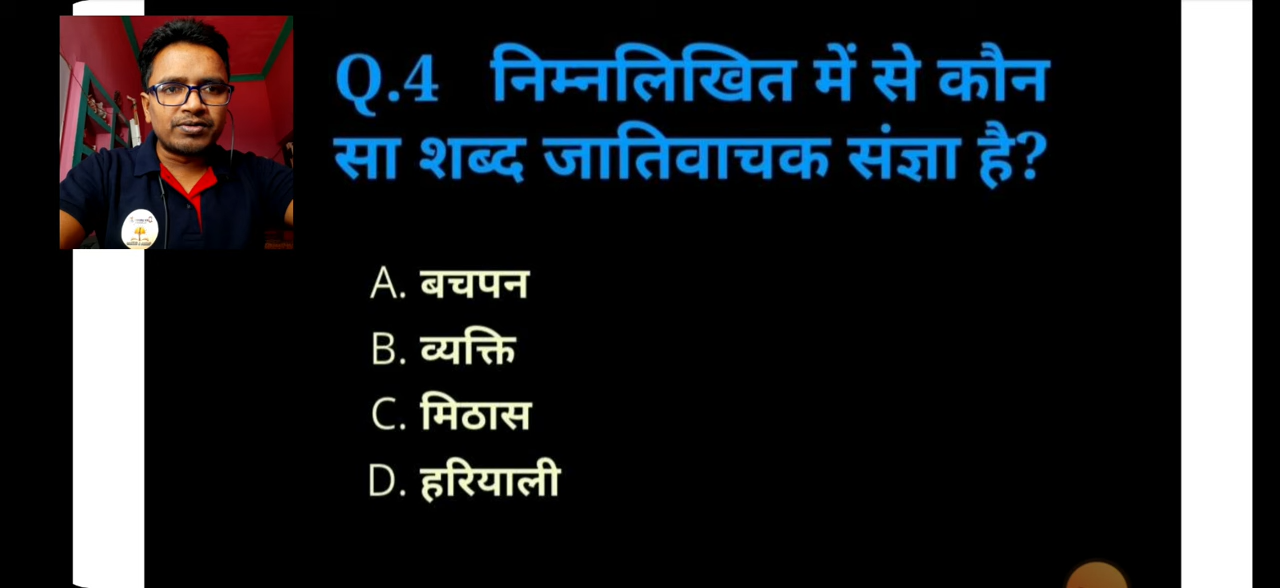 Q.4 निम्नलिखित में से कौन
सा शब्द जातिवाचक संज्ञा है?
A. बचपन
B. व्यक्ति
C. मिठास
D. हरियाली